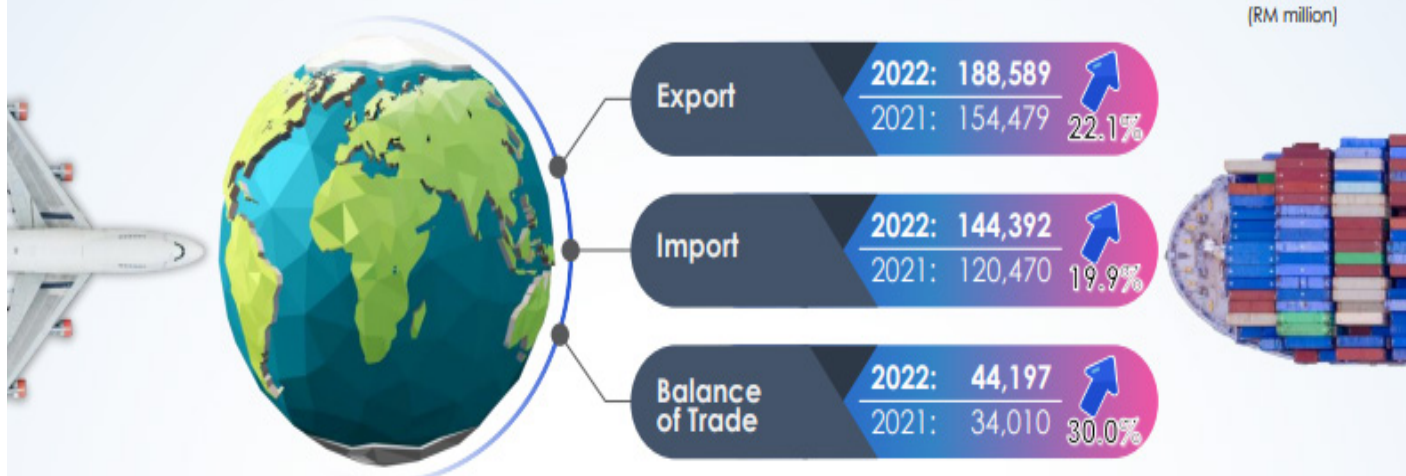 (RM million)
Export
2022: 188,589
2021: 154,479
22.1%
Import
2022: 144,392
2021: 120,470
19.9%
Balance
of Trade
2022: 44,197
2021: 34,010
30.0%